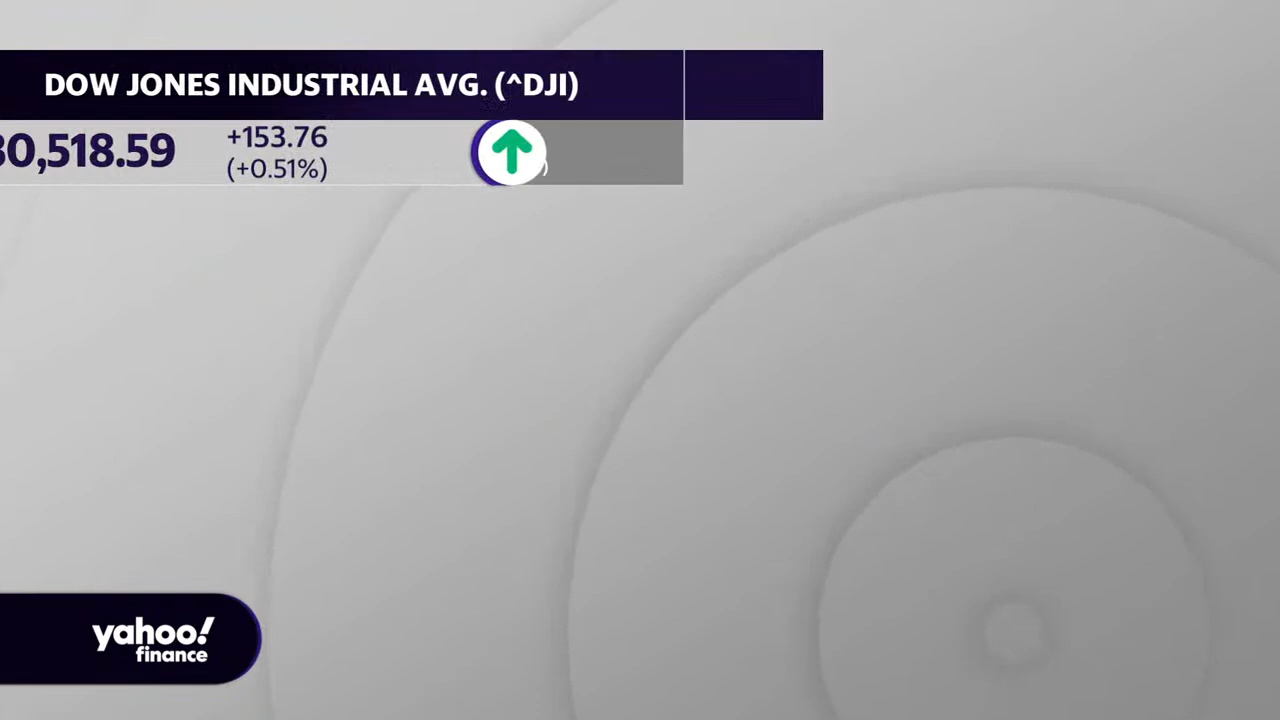 DOW JONES INDUSTRIAL AVG. (^DJI)
30,518.59
+153.76
(+0.51%)
)
yahoo!
finance